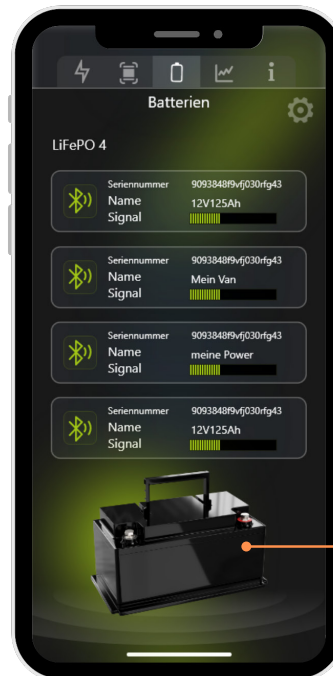 Batterien
LiFePO 4
Seriennummer 9093848f9vfj030rfg43
Name 12V125Ah
Signal
Seriennummer 9093848f9vfj030rfg43
Name Mein Van
Signal
Seriennummer 9093848f9vfj030rfg43
Name meine Power
Signal
Seriennummer 9093848f9vfj030rfg43
Name 12V125Ah
Signal